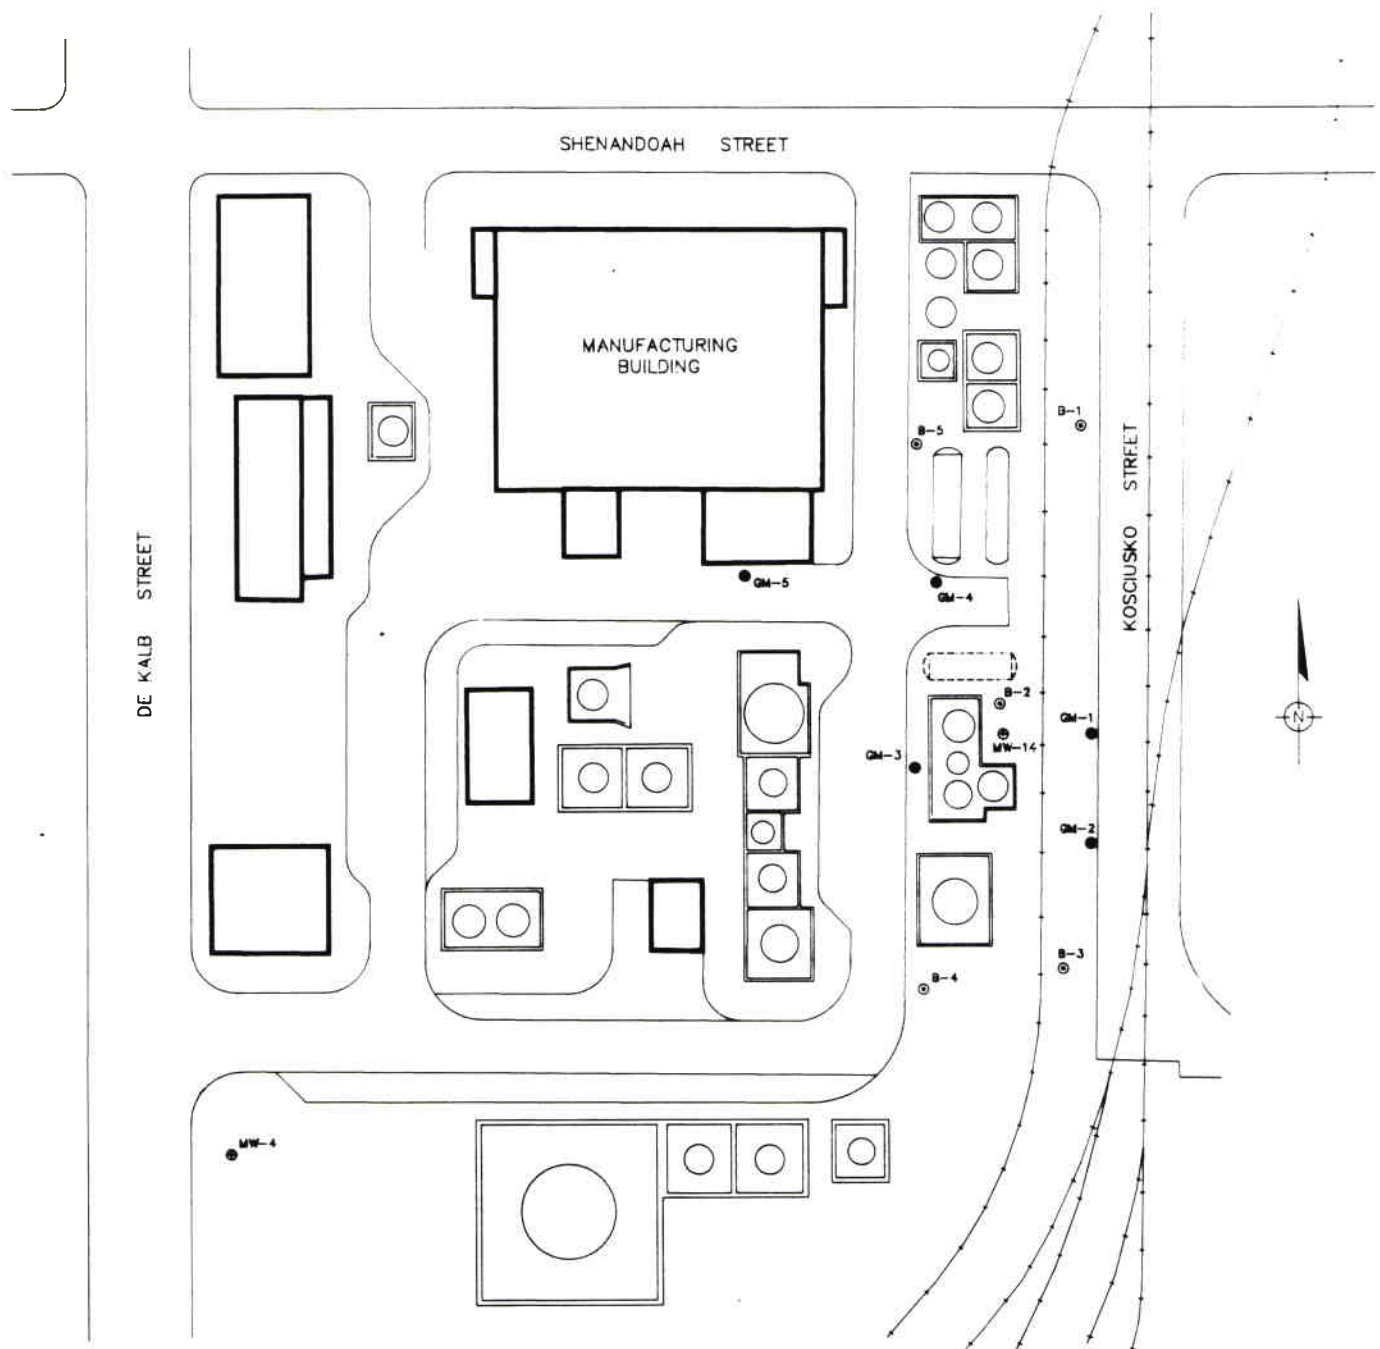 SHENANDOAH STREET
MANUFACTURING
BUILDING
B-1
B-5
KOSCIUSKO STREET
DE KALB STREET
GM-5
GM-4
B-2
GM-1
MW-14
GM-3
GM-2
B-3
B-4
MW-4
N